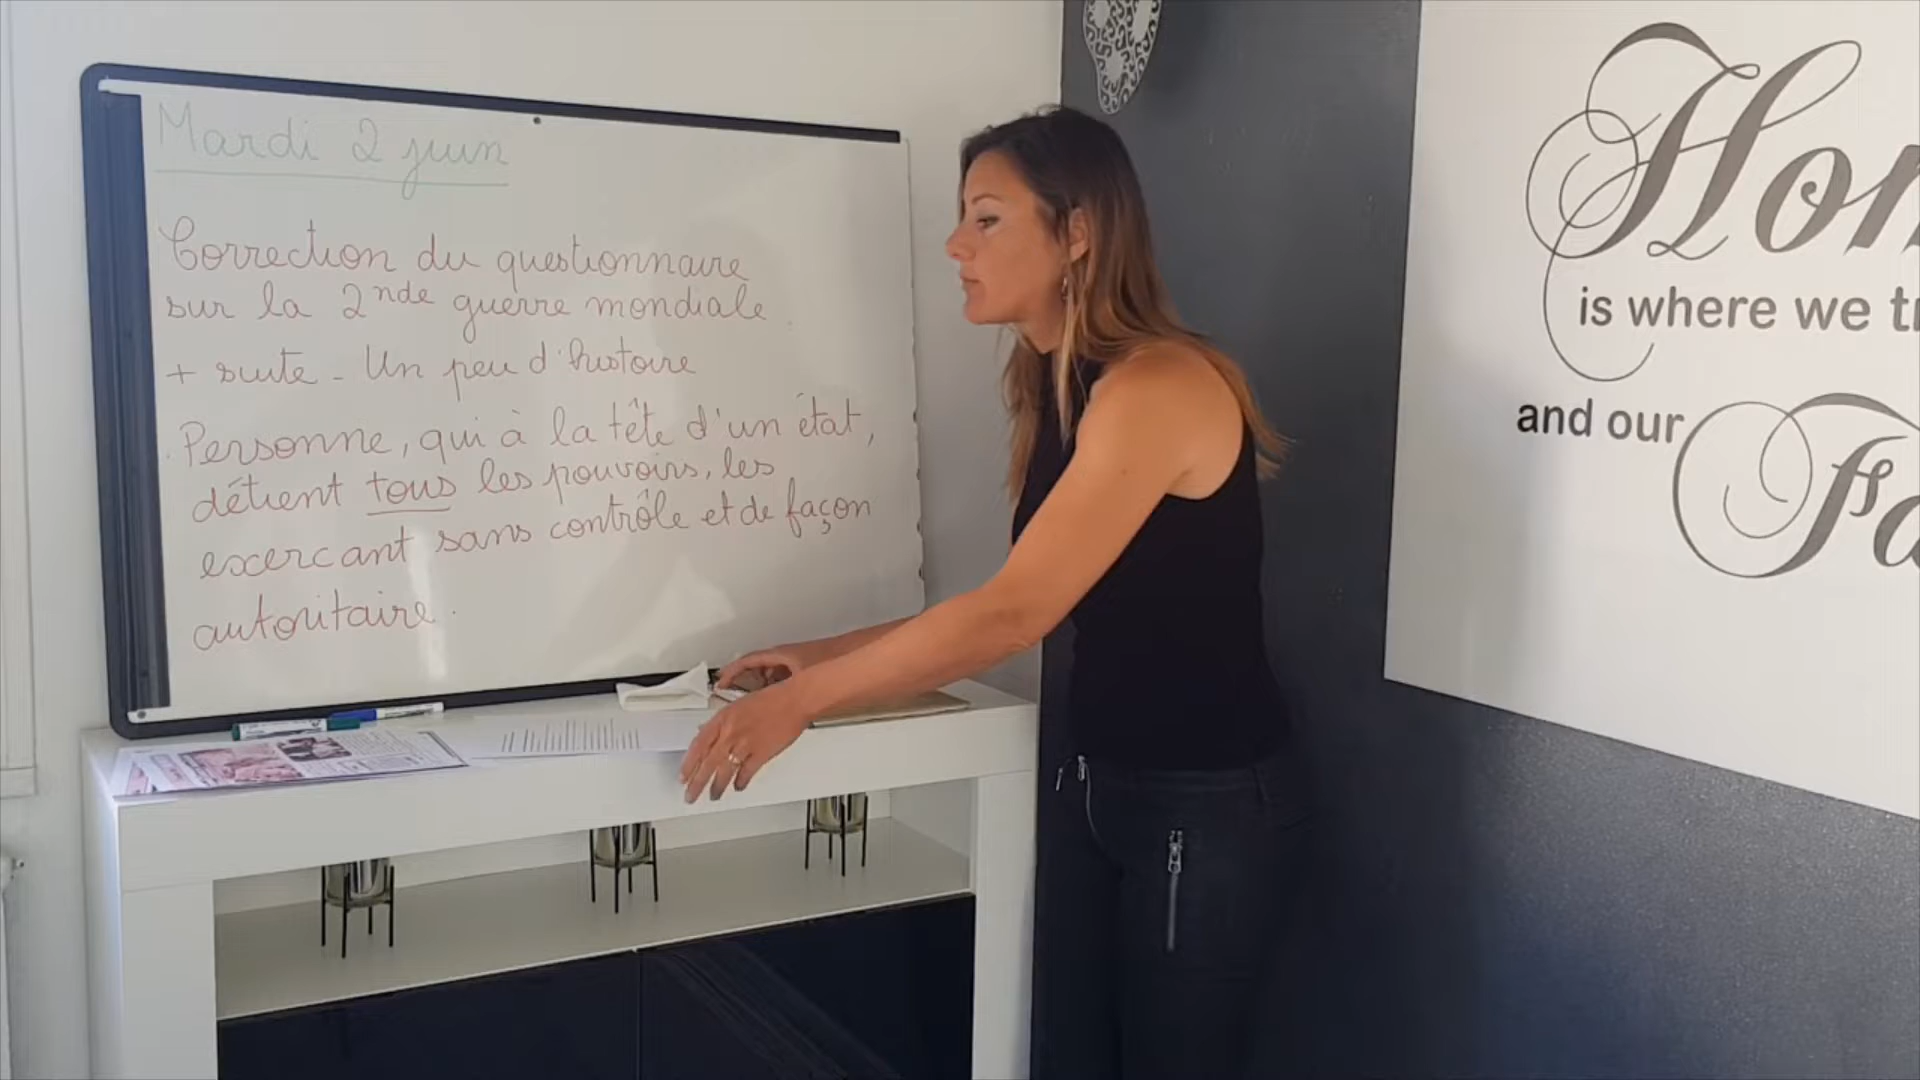 Mardi 2 juin
Correction du questionnaire
sur la 2nde guerre mondiale.
+ suite - Un peu d'histoire
Personne, qui à la tête d'un état,
détient tous les pouvoirs, les
exercant sans contrôle et de façon
autoritaire.
Hom
is where we tr
and our
Fa